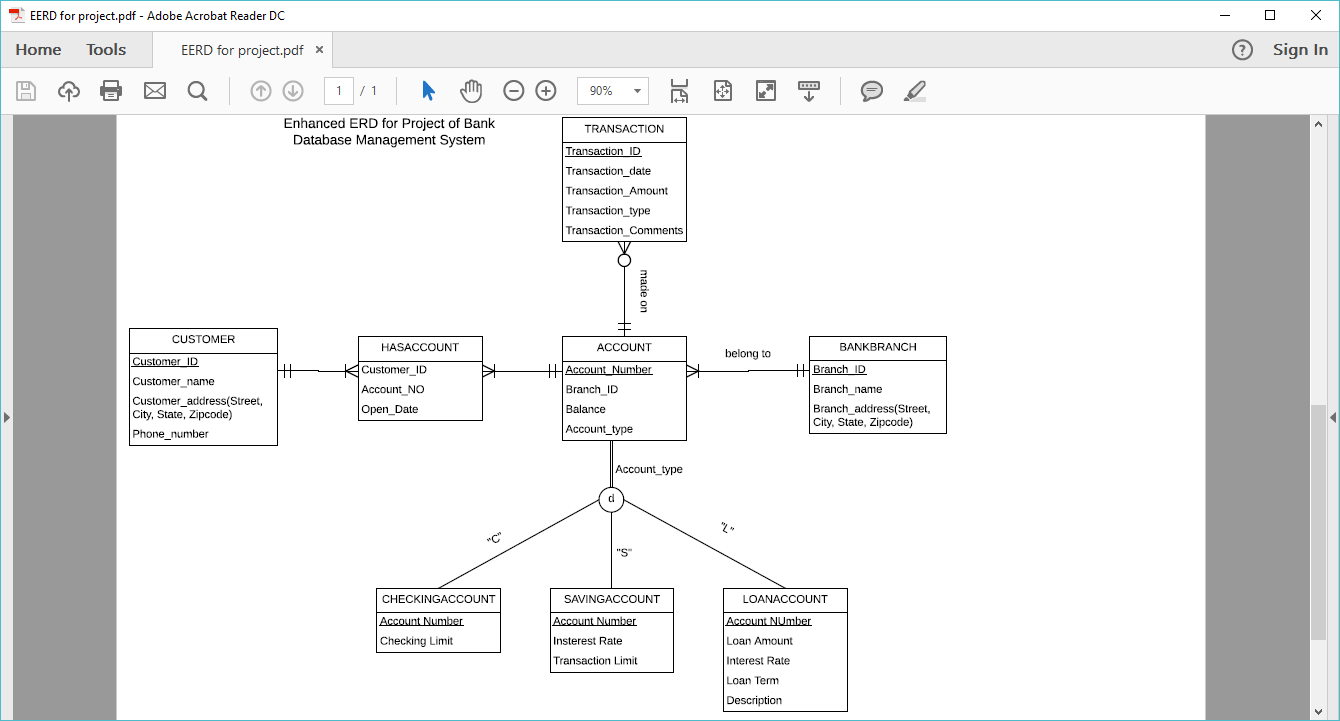 EERD for project.pdf - Adobe Acrobat Reader DC
Home
Tools
EERD for project.pdf
Sign In
1 / 1
90%
Enhanced ERD for Project of Bank
Database Management System
TRANSACTION
Transaction_ID
Transaction_date
Transaction_Amount
Transaction_type
Transaction_Comments
made on
CUSTOMER
Customer_ID
Customer_name
Customer_address(Street,
City, State, Zipcode)
Phone_number
HASACCOUNT
Customer_ID
Account_NO
Open_Date
ACCOUNT
Account_Number
Branch_ID
Balance
Account_type
belong to
BANKBRANCH
Branch_ID
Branch_name
Branch_address(Street,
City, State, Zipcode)
Account_type
d
"C"
"S"
"L"
CHECKINGACCOUNT
Account Number
Checking Limit
SAVINGACCOUNT
Account Number
Insterest Rate
Transaction Limit
LOANACCOUNT
Account NUmber
Loan Amount
Interest Rate
Loan Term
Description